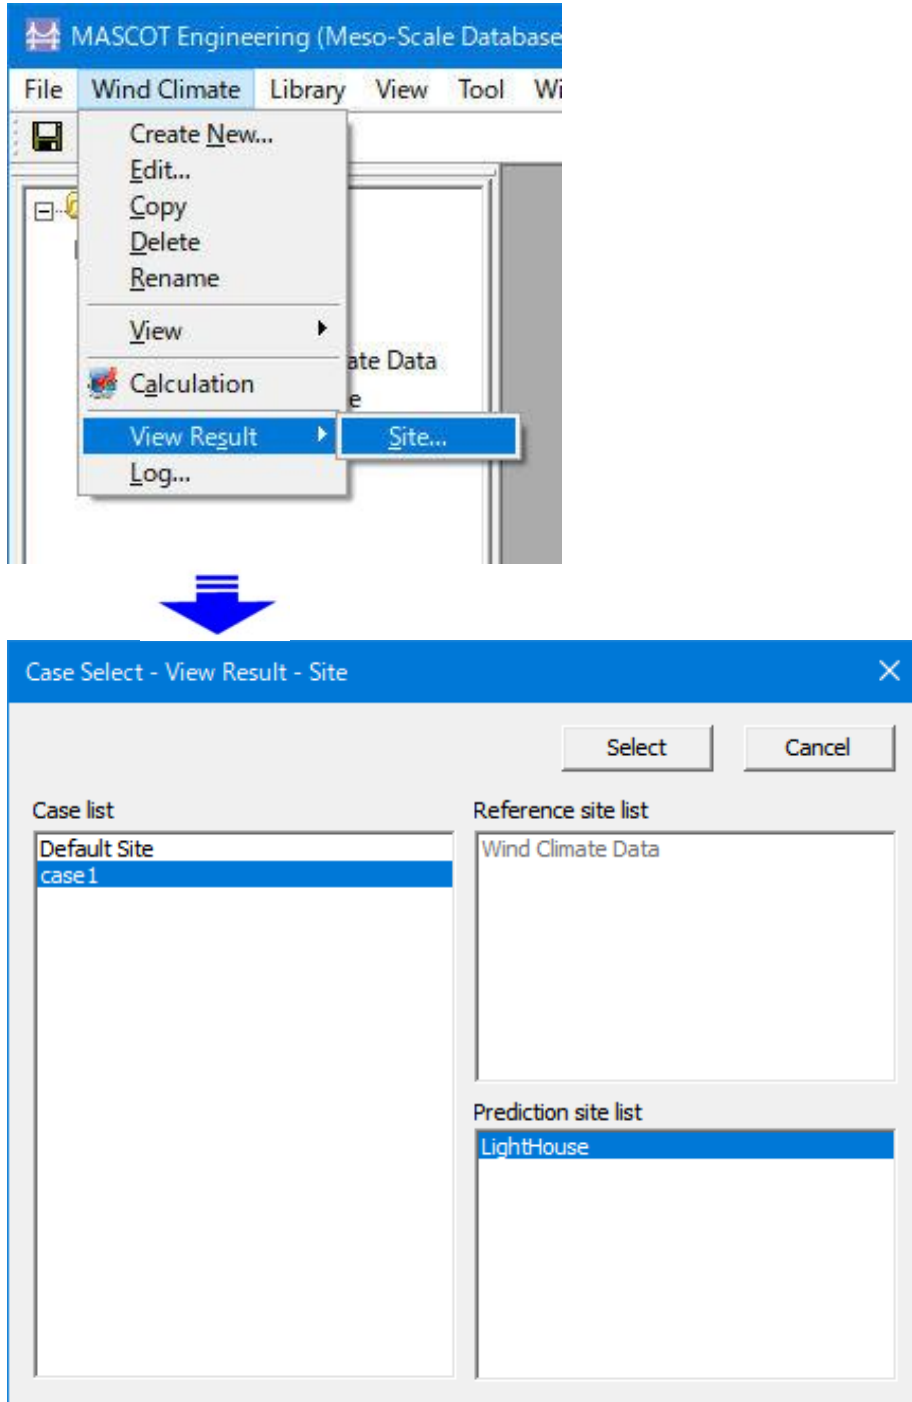 MASCOT Engineering (Meso-Scale Database
File Wind Climate Library View Tool Wi
Create New...
Edit...
Copy
Delete
Rename
View
ate Data
Calculation
e
View Result Site...
Log...
Case Select - View Result - Site
Select Cancel
Case list Reference site list
Default Site Wind Climate Data
case1
Prediction site list
LightHouse